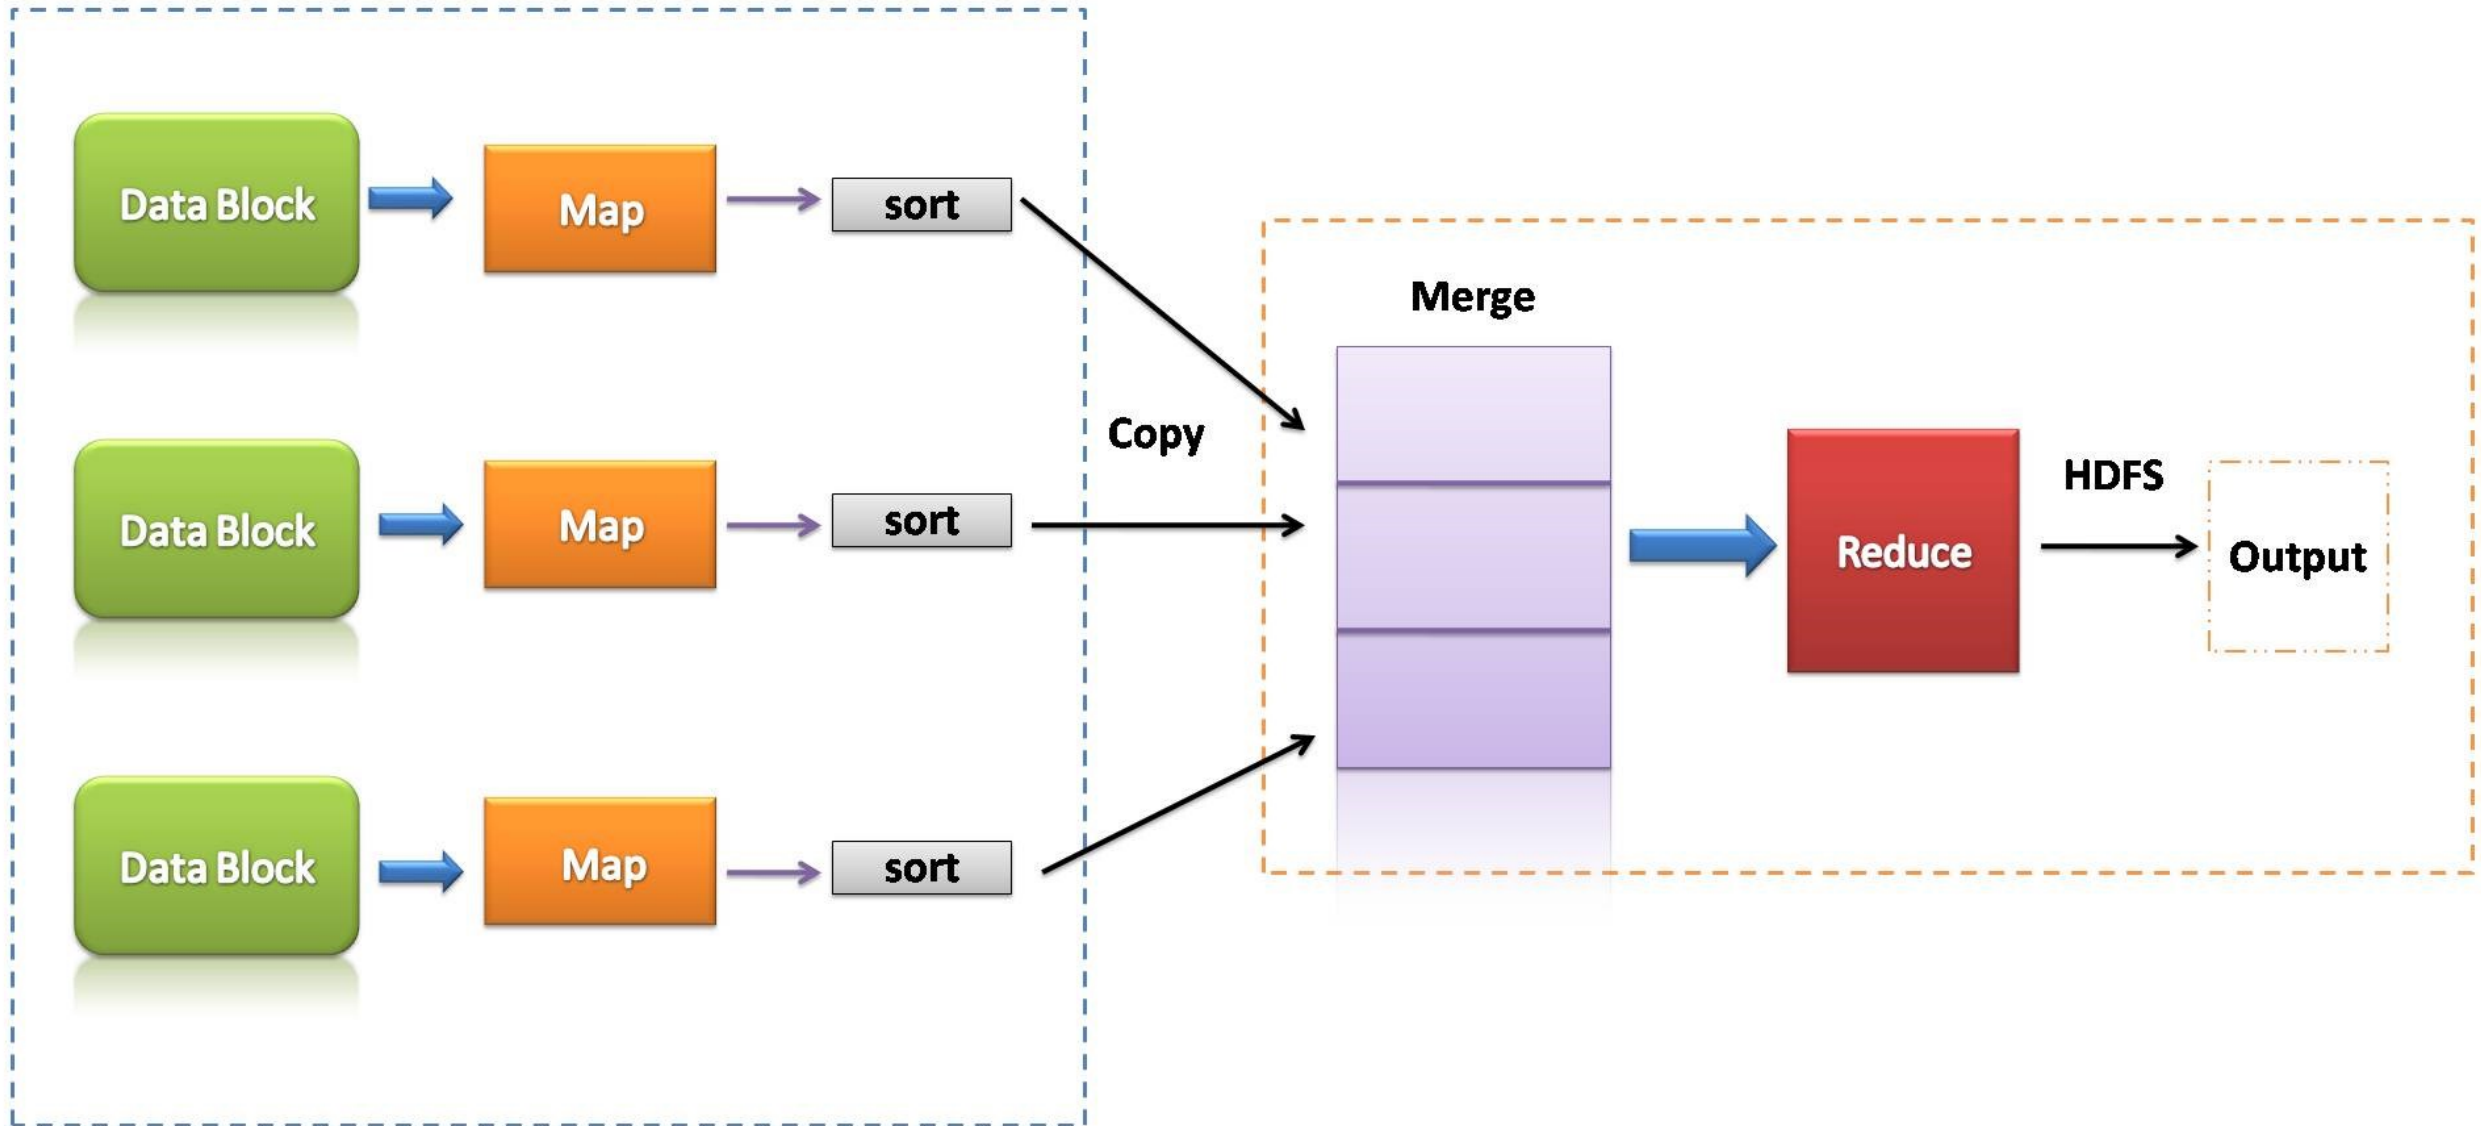 Data Block
Map
sort
Data Block
Map
sort
Data Block
Map
sort
Copy
Merge
Reduce
HDFS
Output